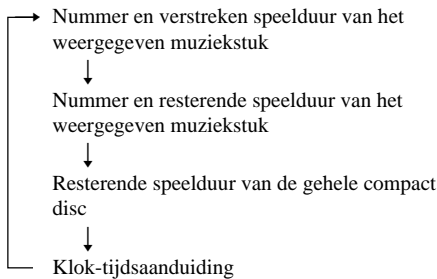 Nummer en verstreken speelduur van het
weergegeven muziekstuk
Nummer en resterende speelduur van het
weergegeven muziekstuk
Resterende speelduur van de gehele compact
disc
Klok-tijdsaanduiding